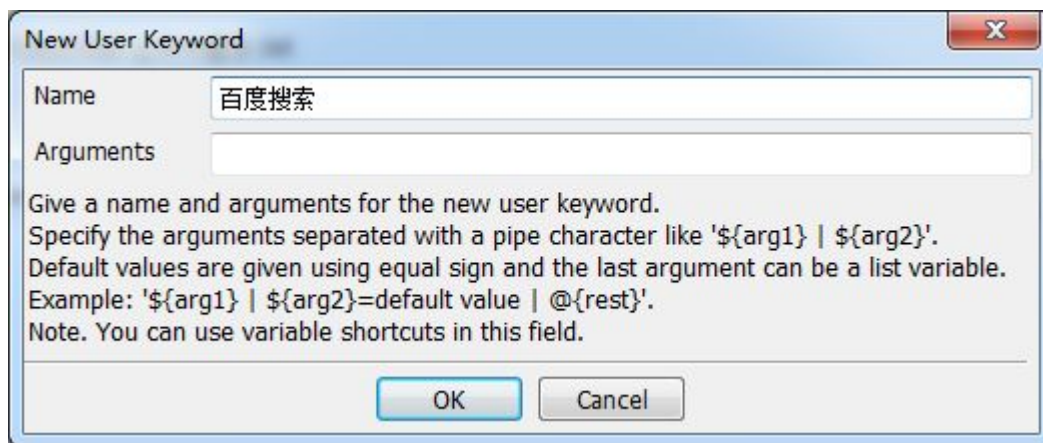 New User Keyword
Name 百度搜索
Arguments
Give a name and arguments for the new user keyword.
Specify the arguments separated with a pipe character like '${arg1} | ${arg2}'.
Default values are given using equal sign and the last argument can be a list variable.
Example: '${arg1} | ${arg2}=default value | @{rest}'.
Note. You can use variable shortcuts in this field.
OK Cancel